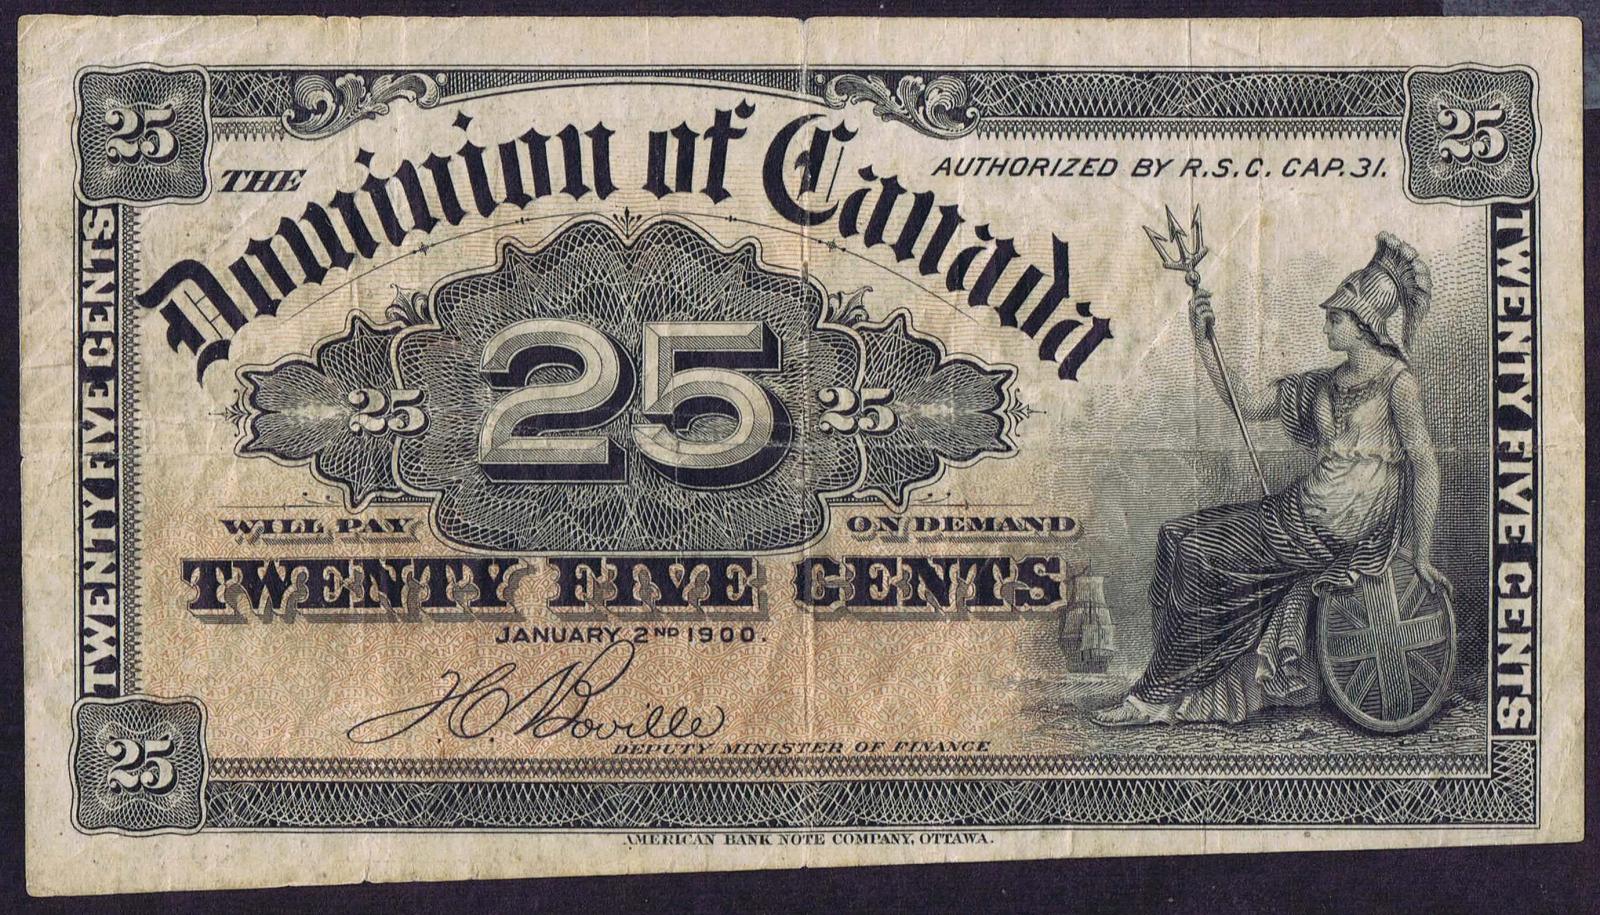 25
25
THE Dominion of Canada
AUTHORIZED BY R.S.C. CAP.31.
TWENTY FIVE CENTS
TWENTY FIVE CENTS
25 25 25
WILL PAY ON DEMAND
TWENTY FIVE CENTS
JANUARY 2ND 1900.
T.C. Boville
DEPUTY MINISTER OF FINANCE
25
AMERICAN BANK NOTE COMPANY, OTTAWA.